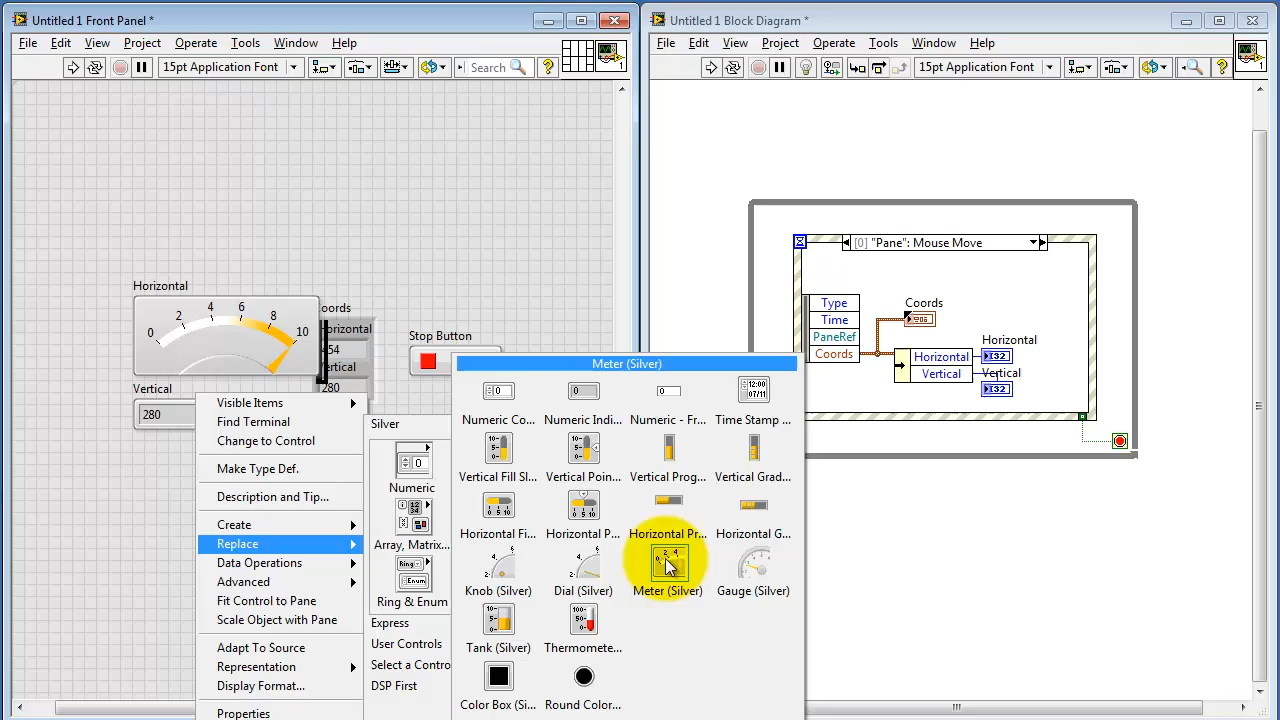 Untitled 1 Front Panel *
File Edit View Project Operate Tools Window Help
15pt Application Font
Search
?
1
Horizontal
0 2 4 6 8 10
oords
orizontal
454
ertical
280
Vertical
280
Stop Button
Visible Items
Find Terminal
Change to Control
Make Type Def.
Description and Tip...
Create
Replace
Data Operations
Advanced
Fit Control to Pane
Scale Object with Pane
Adapt To Source
Representation
Display Format...
Properties
Silver
Numeric
Array, Matrix...
Ring & Enum
Express
User Controls
Select a Contro
DSP First
Meter (Silver)
Numeric Co...
Numeric Indi...
Numeric - Fr...
Time Stamp ...
Vertical Fill Sl...
Vertical Poin...
Vertical Prog...
Vertical Grad...
Horizontal Fi...
Horizontal P...
Horizontal Pr...
Horizontal G...
Knob (Silver)
Dial (Silver)
Meter (Silver)
Gauge (Silver)
Tank (Silver)
Thermomete...
Color Box (Si...
Round Color...
Untitled 1 Block Diagram *
File Edit View Project Operate Tools Window Help
15pt Application Font
?
1
[0] "Pane": Mouse Move
Type
Time
PaneRef
Coords
Coords
Horizontal
Vertical
Horizontal
I32
Vertical
I32